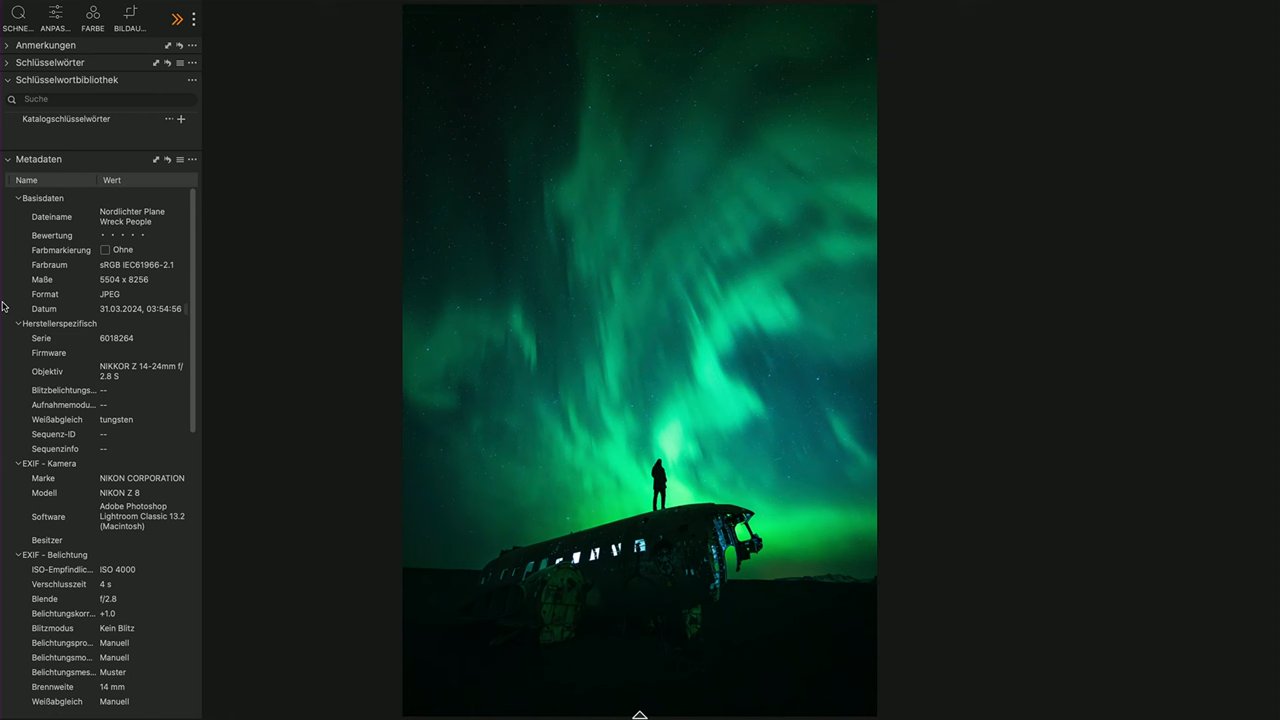 SCHNE... ANPAS... FARBE BILDAU...
Anmerkungen
Schlüsselwörter
Schlüsselwortbibliothek
Suche
Katalogschlüsselwörter
Metadaten
Name Wert
Basisdaten
Dateiname Nordlichter Plane
Wreck People
Bewertung
Farbmarkierung Ohne
Farbraum sRGB IEC61966-2.1
Maße 5504 x 8256
Format JPEG
Datum 31.03.2024, 03:54:56
Herstellerspezifisch
Serie 6018264
Firmware
Objektiv NIKKOR Z 14-24mm f/
2.8 S
Blitzbelichtungs... --
Aufnahmemodu... --
Weißabgleich tungsten
Sequenz-ID --
Sequenzinfo --
EXIF - Kamera
Marke NIKON CORPORATION
Modell NIKON Z 8
Software Adobe Photoshop
Lightroom Classic 13.2
(Macintosh)
Besitzer
EXIF - Belichtung
ISO-Empfindlic... ISO 4000
Verschlusszeit 4 s
Blende f/2.8
Belichtungskorr... +1.0
Blitzmodus Kein Blitz
Belichtungspro... Manuell
Belichtungsmo... Manuell
Belichtungsmes... Muster
Brennweite 14 mm
Weißabgleich Manuell